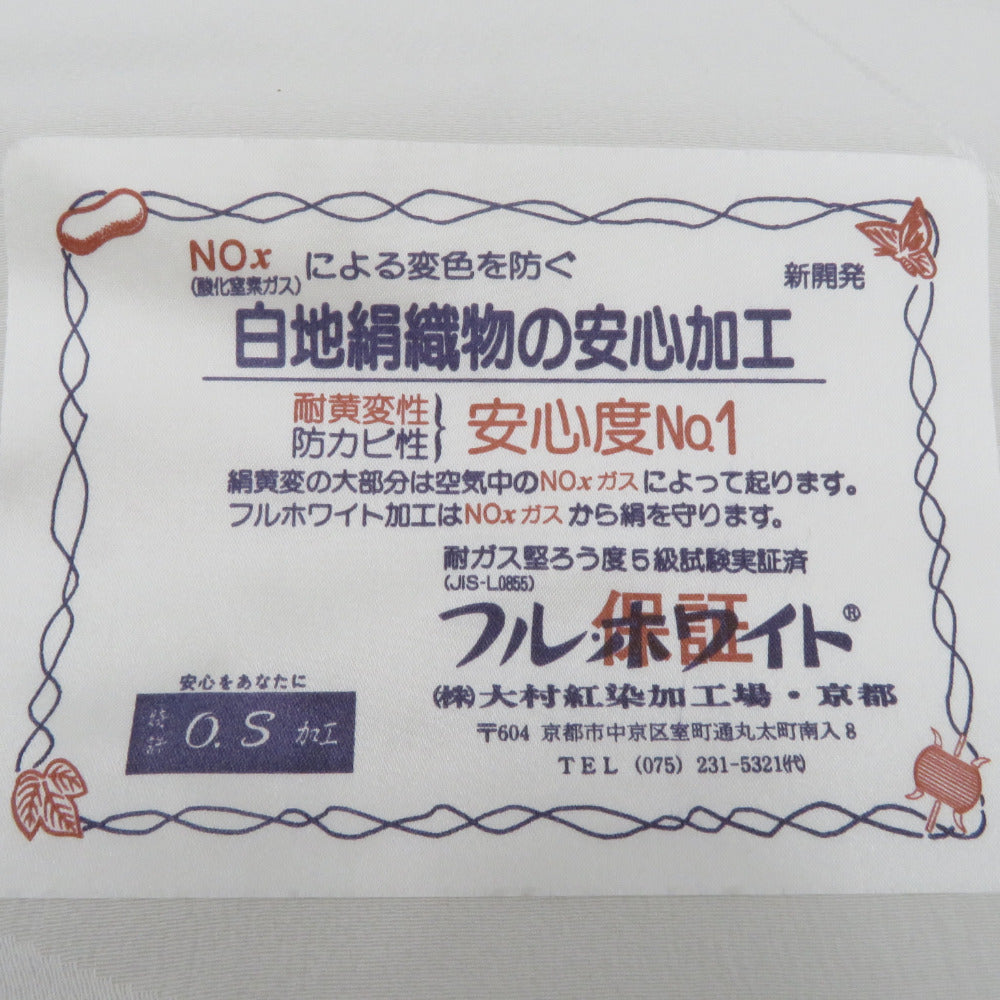 NOxによる変色を防ぐ
(酸化窒素ガス)
新開発
白地絹織物の安心加工
耐黄変性
防カビ性
安心度No.1
絹黄変の大部分は空気中のNOxガスによって起ります。
フルホワイト加工はNOxガスから絹を守ります。
耐ガス堅ろう度5級試験実証済
(JIS-L0855)
保証
フル・ホワイト®
㈱大村紅染加工場・京都
〒604 京都市中京区室町通丸太町南入8
TEL (075) 231-5321㈹
安心をあなたに
特許 O.S 加工